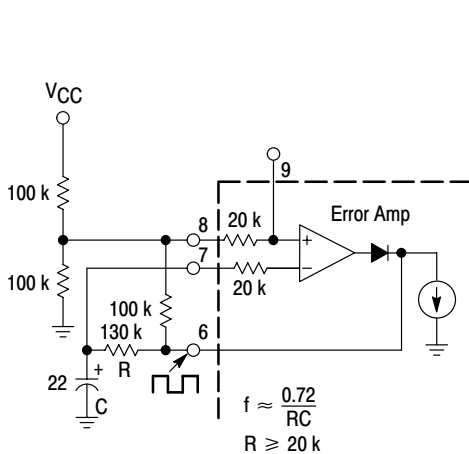 VCC
9
100 k
Error Amp
8
20 k
+
7
100 k
−
20 k
100 k
130 k
6
+
R
22
C
f ≈ 0.72
RC
R ≥ 20 k